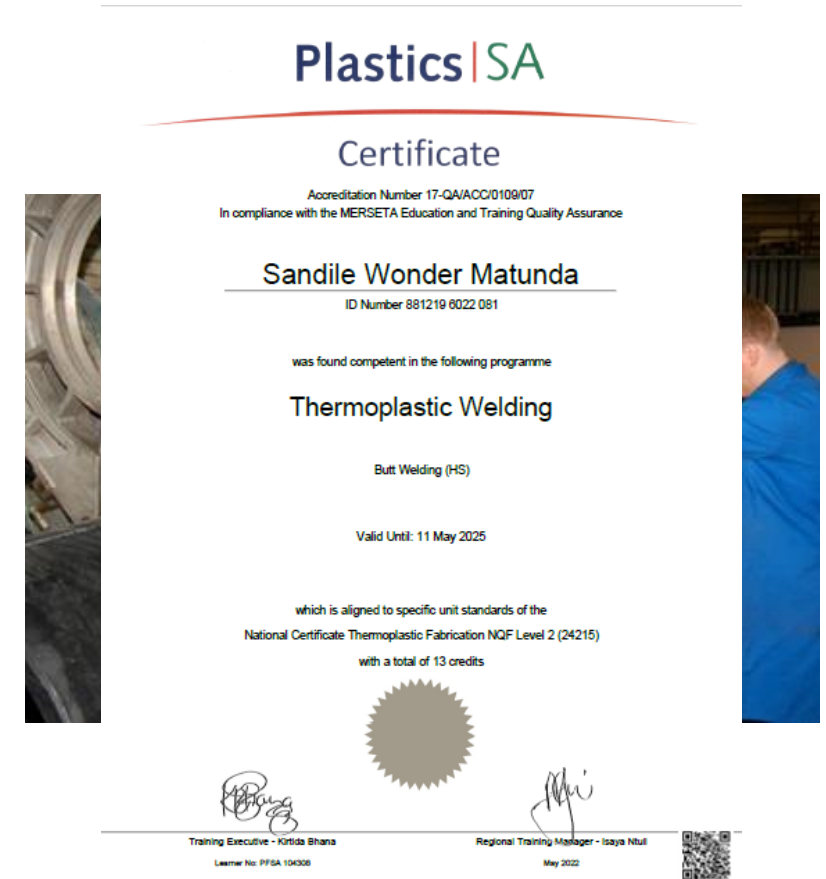 Plastics|SA
Certificate
Accreditation Number 17-QA/ACC/0109/07
In compliance with the MERSETA Education and Training Quality Assurance
Sandile Wonder Matunda
ID Number 881219 6022 081
was found competent in the following programme
Thermoplastic Welding
Butt Welding (HS)
Valid Until: 11 May 2025
which is aligned to specific unit standards of the
National Certificate Thermoplastic Fabrication NQF Level 2 (24215)
with a total of 13 credits
Training Executive - Kirtida Bhana
Regional Training Manager - Isaya Ntuli
Learner No: PFSA 104308
May 2022